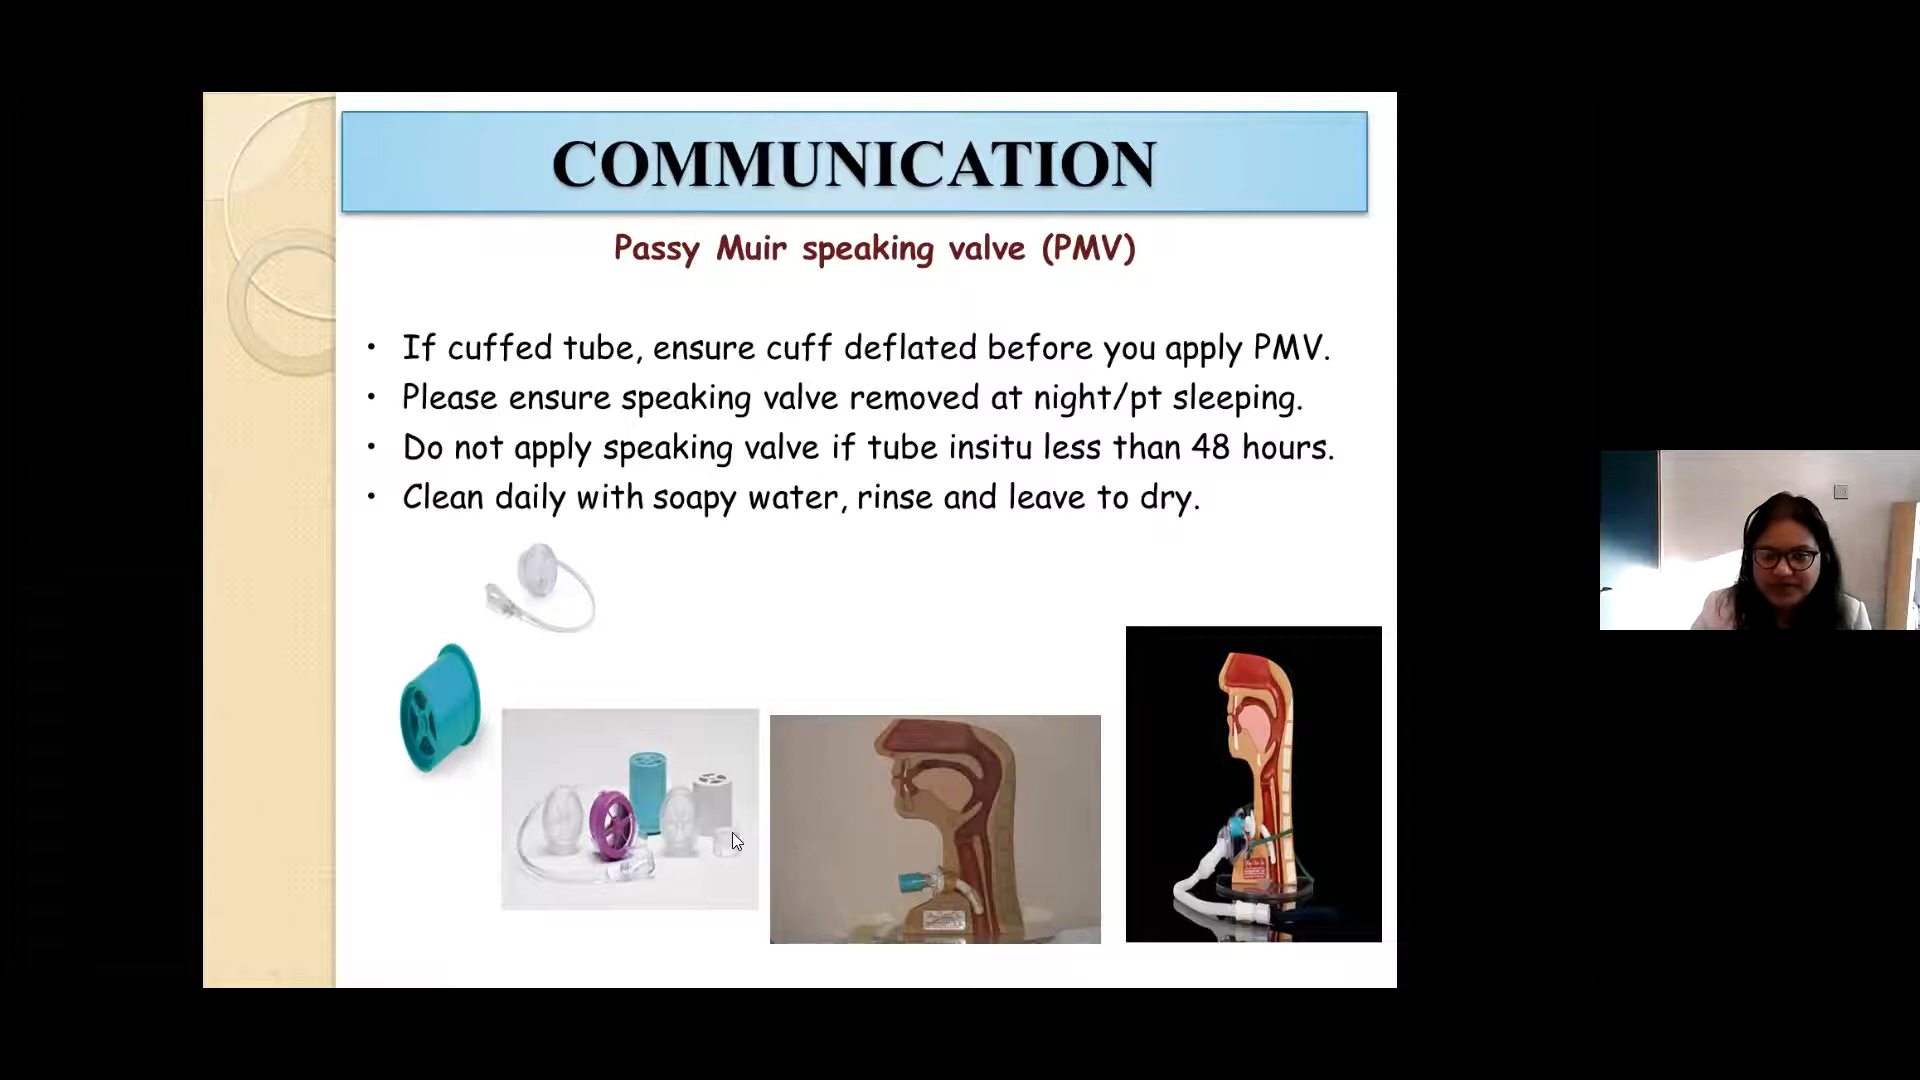 COMMUNICATION
Passy Muir speaking valve (PMV)
• If cuffed tube, ensure cuff deflated before you apply PMV.
• Please ensure speaking valve removed at night/pt sleeping.
• Do not apply speaking valve if tube insitu less than 48 hours.
• Clean daily with soapy water, rinse and leave to dry.